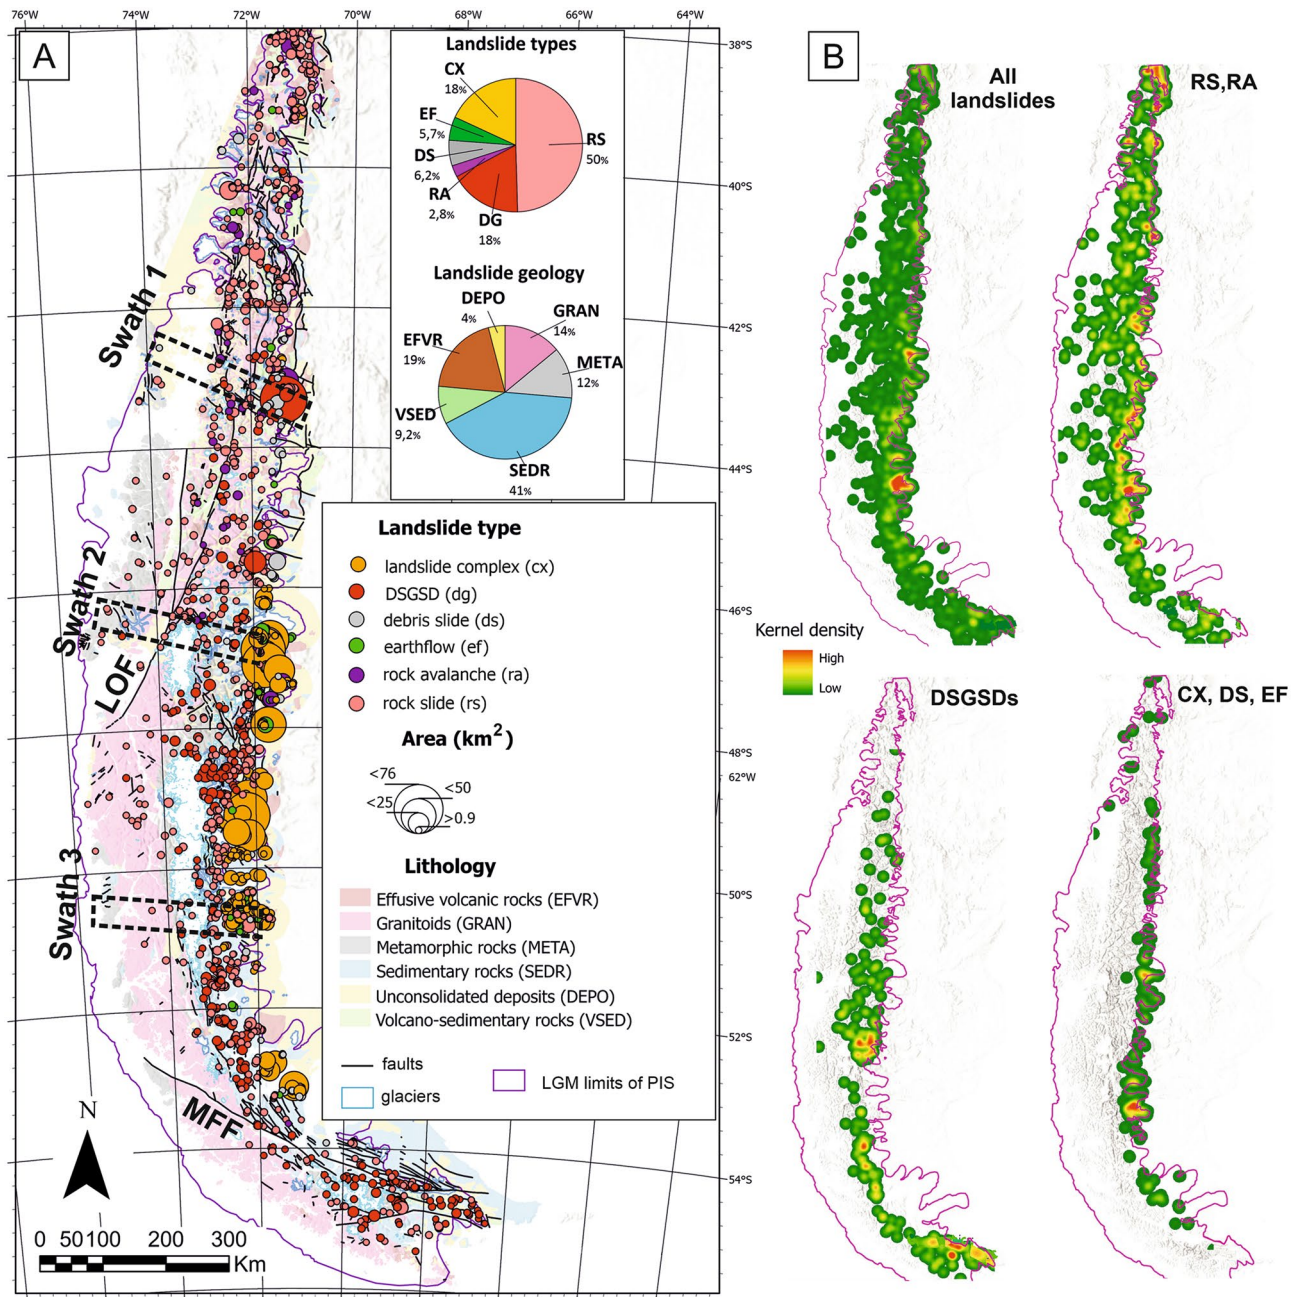 76°W
74°W
72°W
70°W
68°W
66°W
64°W
A
38°S
40°S
42°S
44°S
46°S
48°S
62°W
50°S
52°S
54°S
Landslide types
CX
18%
EF
5,7%
DS
6,2%
RA
2,8%
DG
18%
RS
50%
Landslide geology
DEPO
4%
GRAN
14%
EFVR
19%
META
12%
VSED
9,2%
SEDR
41%
Swath 1
Swath 2
LOF
Swath 3
MFF
Landslide type
landslide complex (cx)
DSGSD (dg)
debris slide (ds)
earthflow (ef)
rock avalanche (ra)
rock slide (rs)
Area (km2)
<76
<50
<25
>0.9
Lithology
Effusive volcanic rocks (EFVR)
Granitoids (GRAN)
Metamorphic rocks (META)
Sedimentary rocks (SEDR)
Unconsolidated deposits (DEPO)
Volcano-sedimentary rocks (VSED)
faults
glaciers
LGM limits of PIS
N
0 50 100 200 300
Km
B
All
landslides
RS,RA
Kernel density
High
Low
DSGSDs
CX, DS, EF